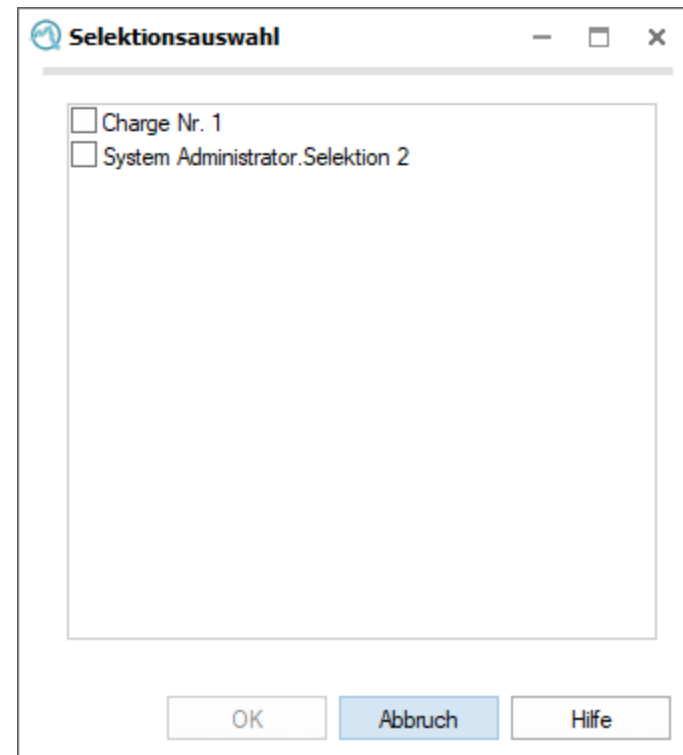 Selektionsauswahl
Charge Nr. 1
System Administrator.Selektion 2
OK Abbruch Hilfe